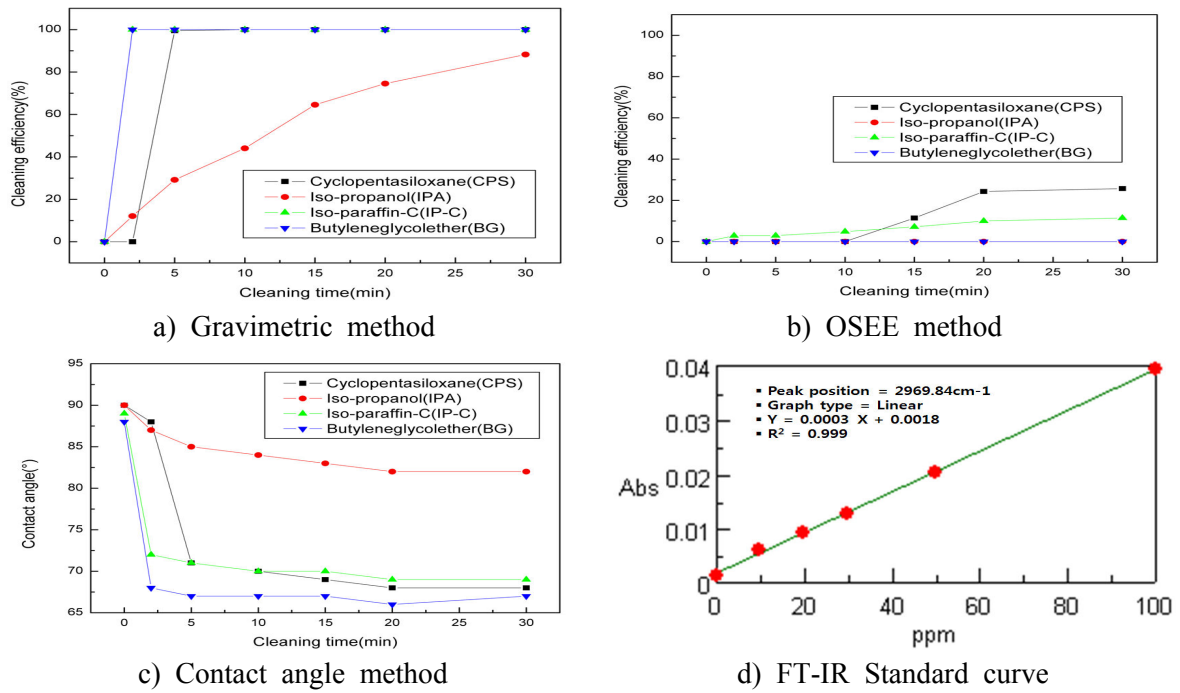 100
80
60
40
20
0
Cleaning efficiency(%)
Cyclopentasiloxane(CPS)
Iso-propanol(IPA)
Iso-paraffin-C(IP-C)
Butyleneglycolether(BG)
0 5 10 15 20 25 30
Cleaning time(min)
a) Gravimetric method
100
80
60
40
20
0
Cleaning efficiency(%)
Cyclopentasiloxane(CPS)
Iso-propanol(IPA)
Iso-paraffin-C(IP-C)
Butyleneglycolether(BG)
0 5 10 15 20 25 30
Cleaning time(min)
b) OSEE method
95
90
85
80
75
70
65
Contact angle(°)
Cyclopentasiloxane(CPS)
Iso-propanol(IPA)
Iso-paraffin-C(IP-C)
Butyleneglycolether(BG)
0 5 10 15 20 25 30
Cleaning time(min)
c) Contact angle method
0.04
0.03
0.02
0.01
0
Abs
▪ Peak position = 2969.84cm-1
▪ Graph type = Linear
▪ Y = 0.0003 X + 0.0018
▪ R² = 0.999
0 20 40 60 80 100
ppm
d) FT-IR Standard curve